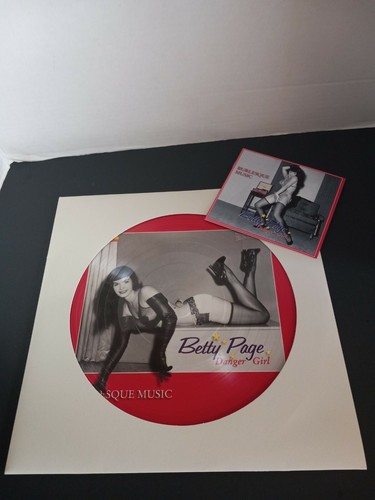 BURLESQUE
MUSIC
Betty Page
Danger Girl
SQUE MUSIC